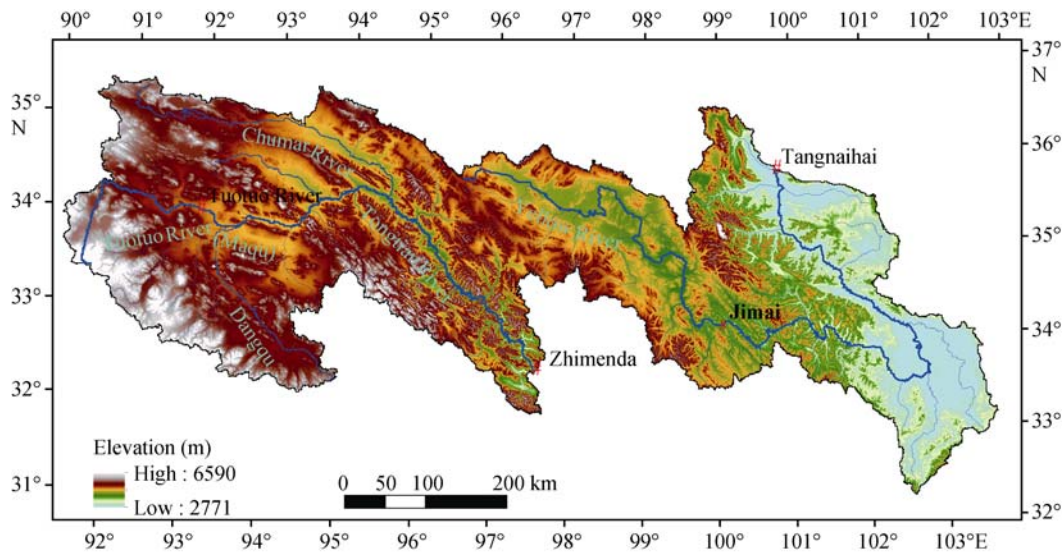 90° 91° 92° 93° 94° 95° 96° 97° 98° 99° 100° 101° 102° 103°E
37°
N
35°
N
36°
Chumar River
Tangnaihai
34°
Tuotuo River
35°
Tuotuo River (Maqu)
33°
Jimai
34°
Dangqu
Zhimenda
32°
33°
Elevation (m)
High : 6590
Low : 2771
31°
0 50 100 200 km
32°
92° 93° 94° 95° 96° 97° 98° 99° 100° 101° 102° 103°E